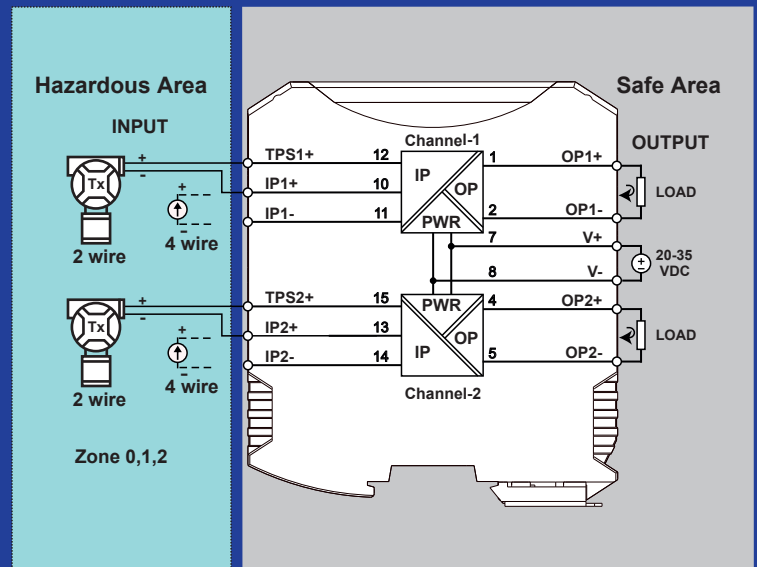 Hazardous Area
Safe Area
INPUT
OUTPUT
Channel-1
TPS1+
12
IP1+
10
IP1-
11
IP
OP
PWR
1
OP1+
2
OP1-
7
V+
8
V-
LOAD
20-35
VDC
+
-
Tx
2 wire
+
-
4 wire
TPS2+
15
IP2+
13
IP2-
14
PWR
IP
OP
4
OP2+
5
OP2-
LOAD
+
-
Tx
2 wire
+
-
4 wire
Channel-2
Zone 0,1,2